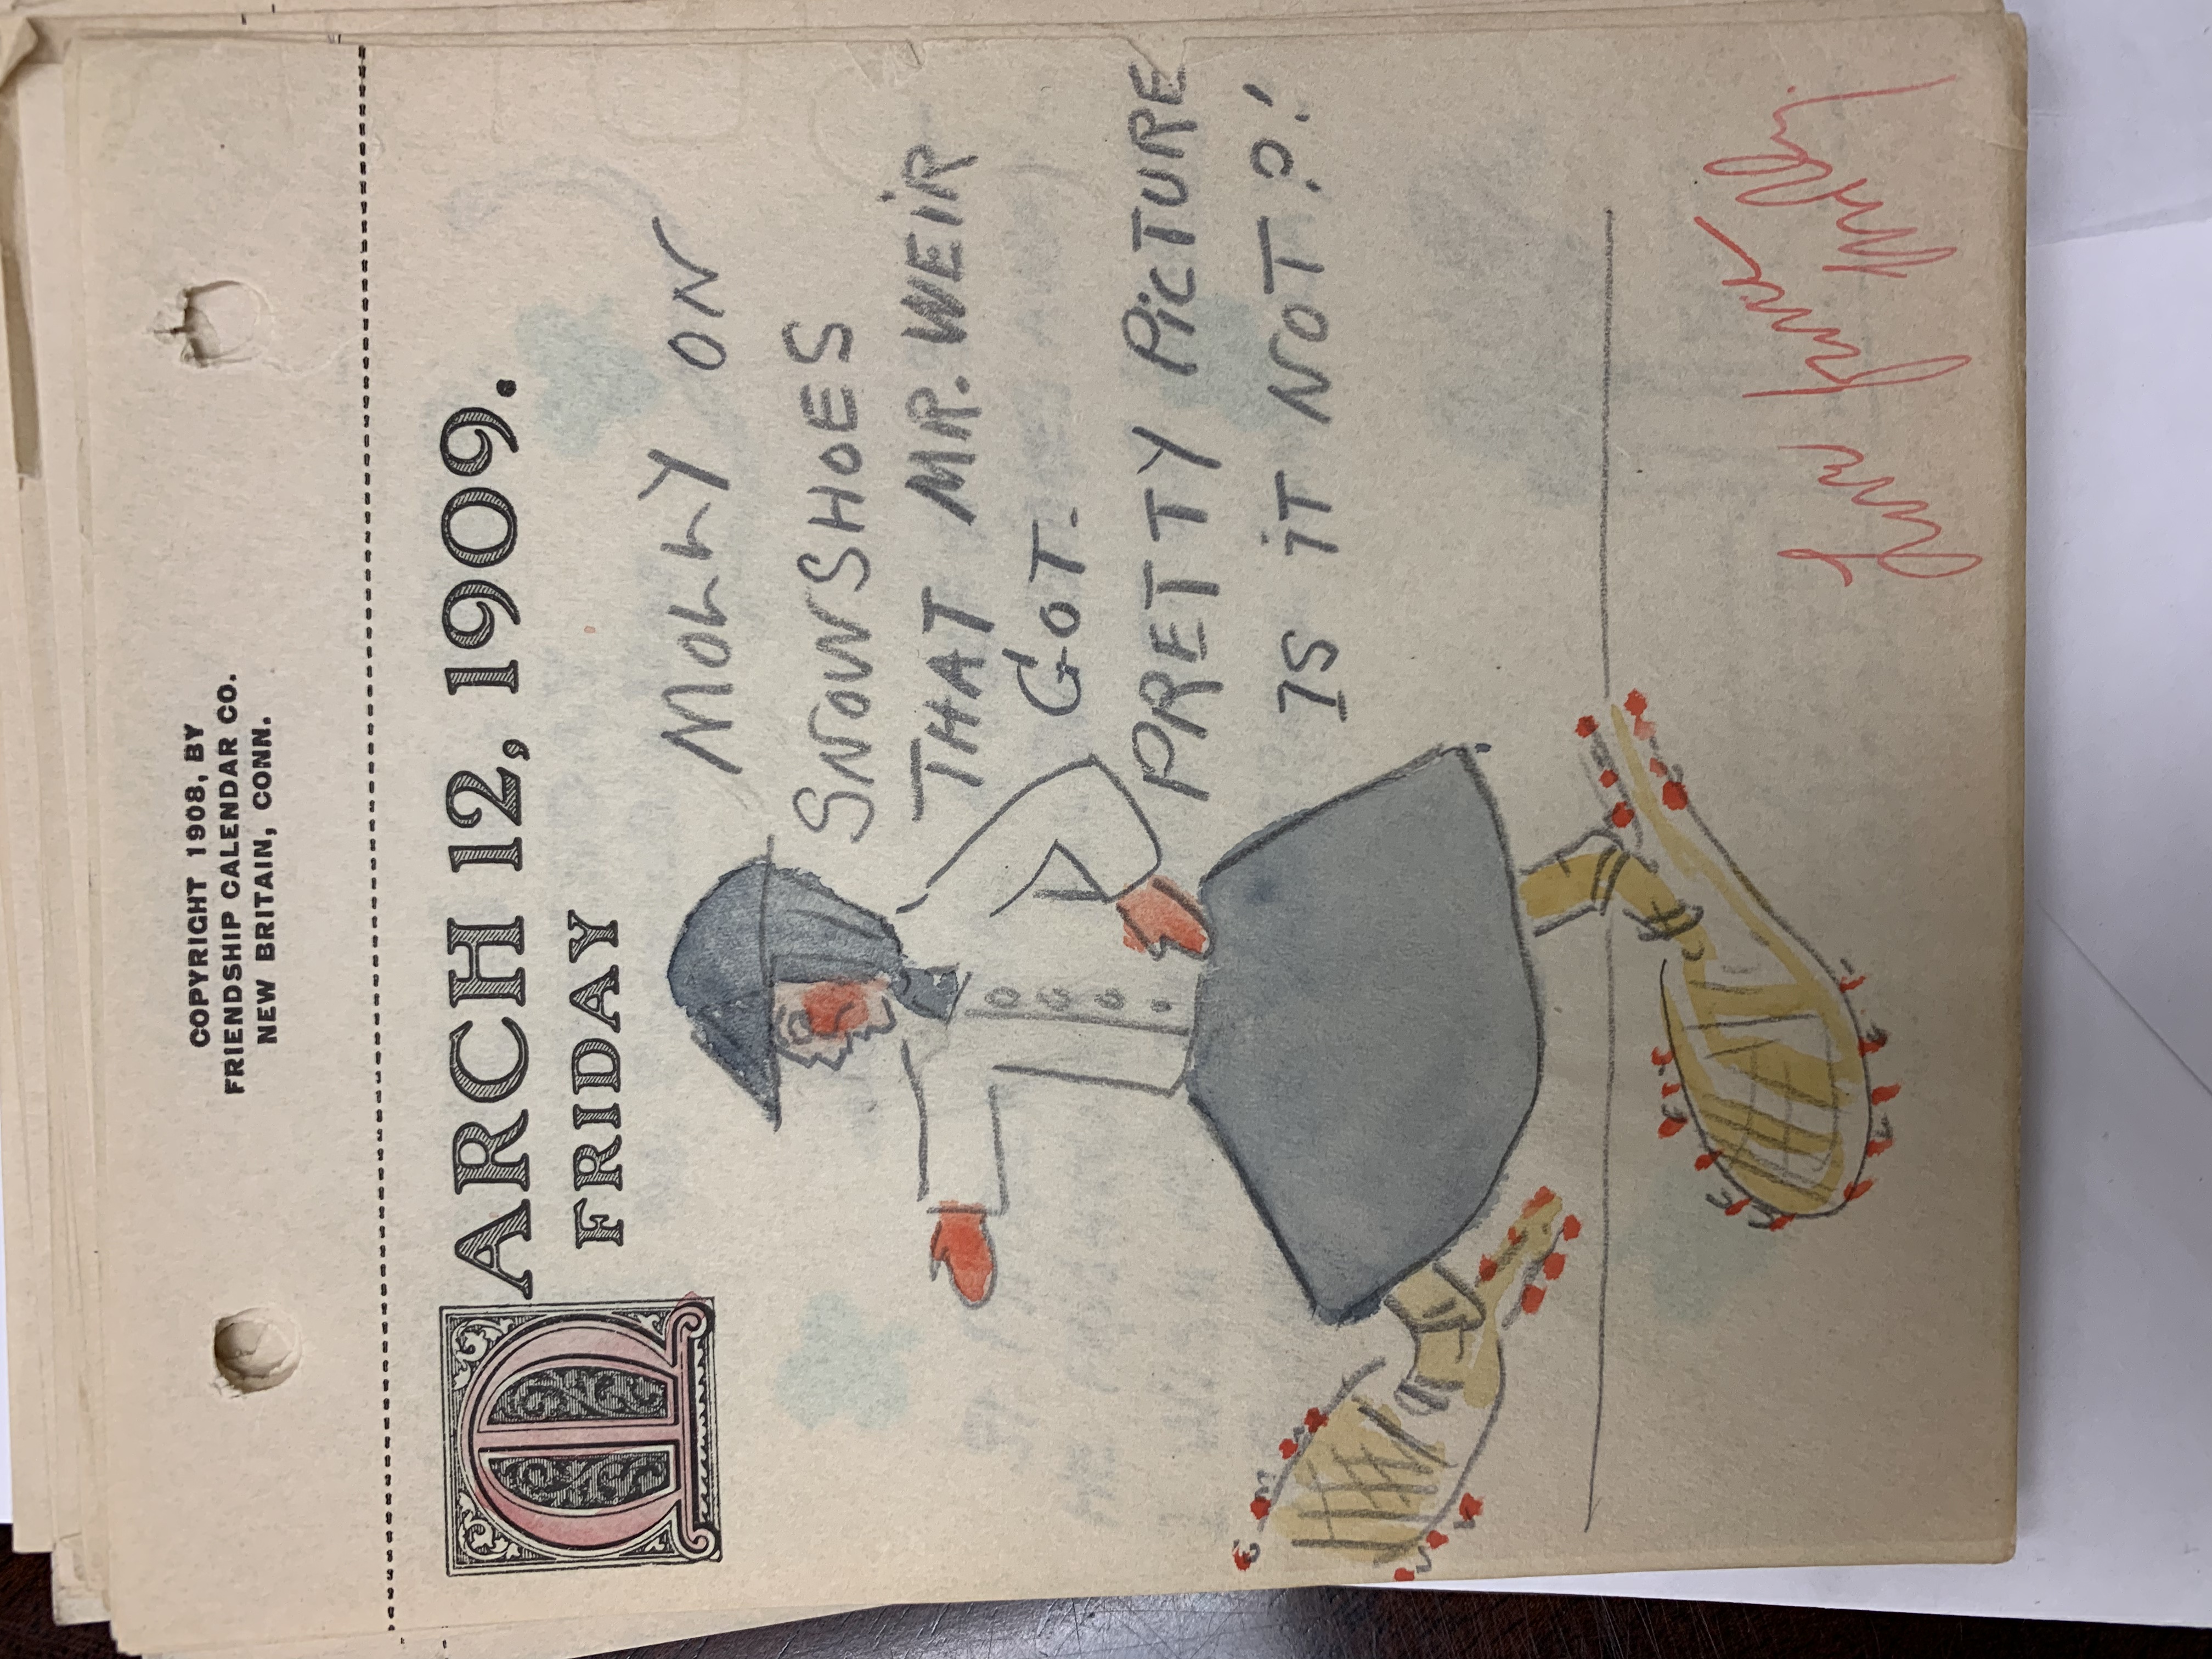 COPYRIGHT 1908, BY
FRIENDSHIP CALENDAR CO.
NEW BRITAIN, CONN.
MARCH 12, 1909.
FRIDAY
MOLLY ON
SNOWSHOES
THAT MR. WEIR
GOT.
PRETTY PICTURE
IS IT NOT?!
Love from
Molly.